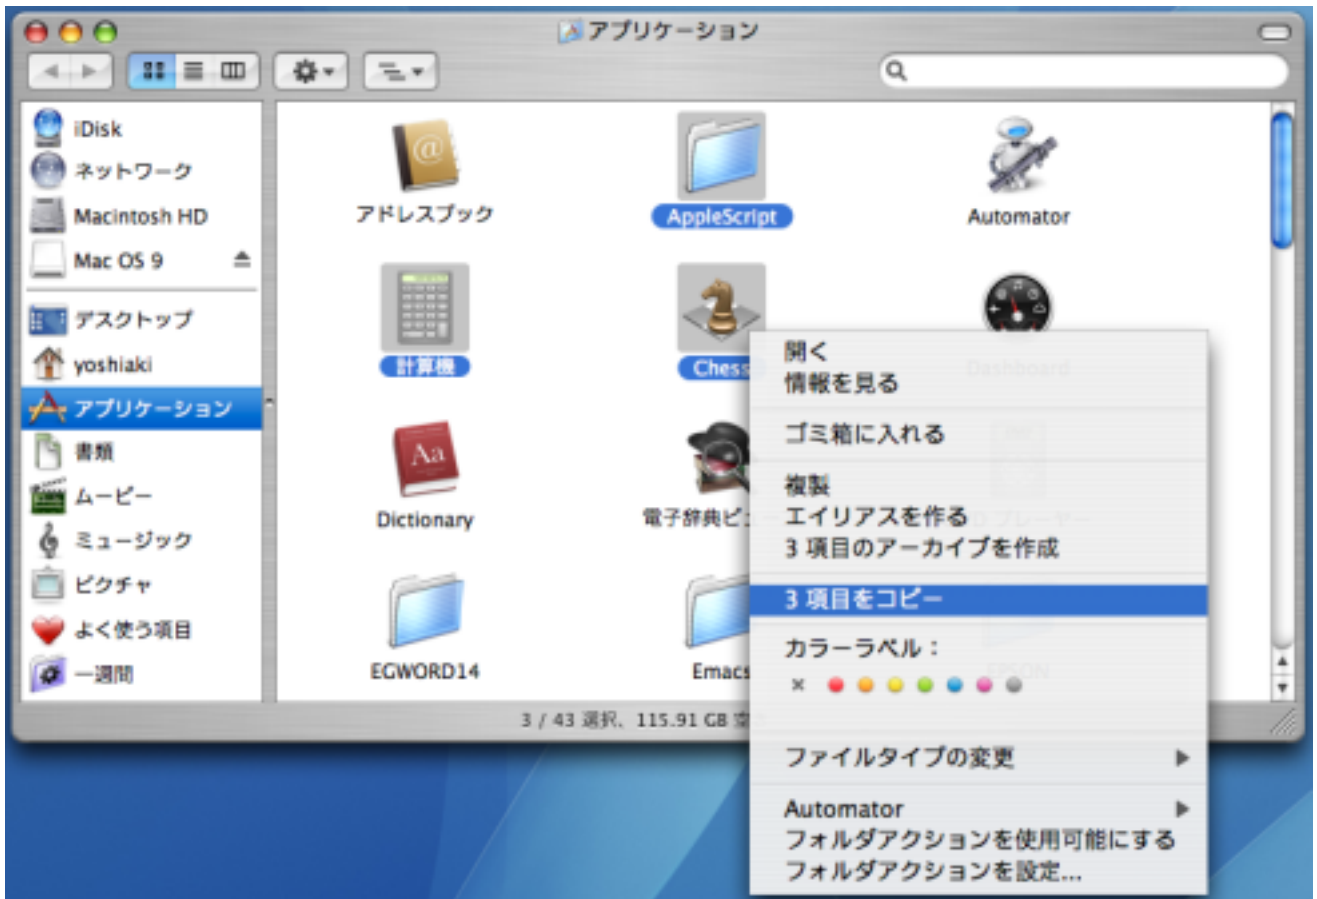 アプリケーション
iDisk
ネットワーク
Macintosh HD
Mac OS 9
デスクトップ
yoshiaki
アプリケーション
書類
ムービー
ミュージック
ピクチャ
よく使う項目
一週間
アドレスブック
AppleScript
Automator
計算機
Chess
Dashboard
Dictionary
電子辞典ビ
EGWORD14
Emacs
EPSON
3 / 43 選択、115.91 GB 空
開く
情報を見る
ゴミ箱に入れる
複製
エイリアスを作る
3 項目のアーカイブを作成
3 項目をコピー
カラーラベル：
ファイルタイプの変更
Automator
フォルダアクションを使用可能にする
フォルダアクションを設定...